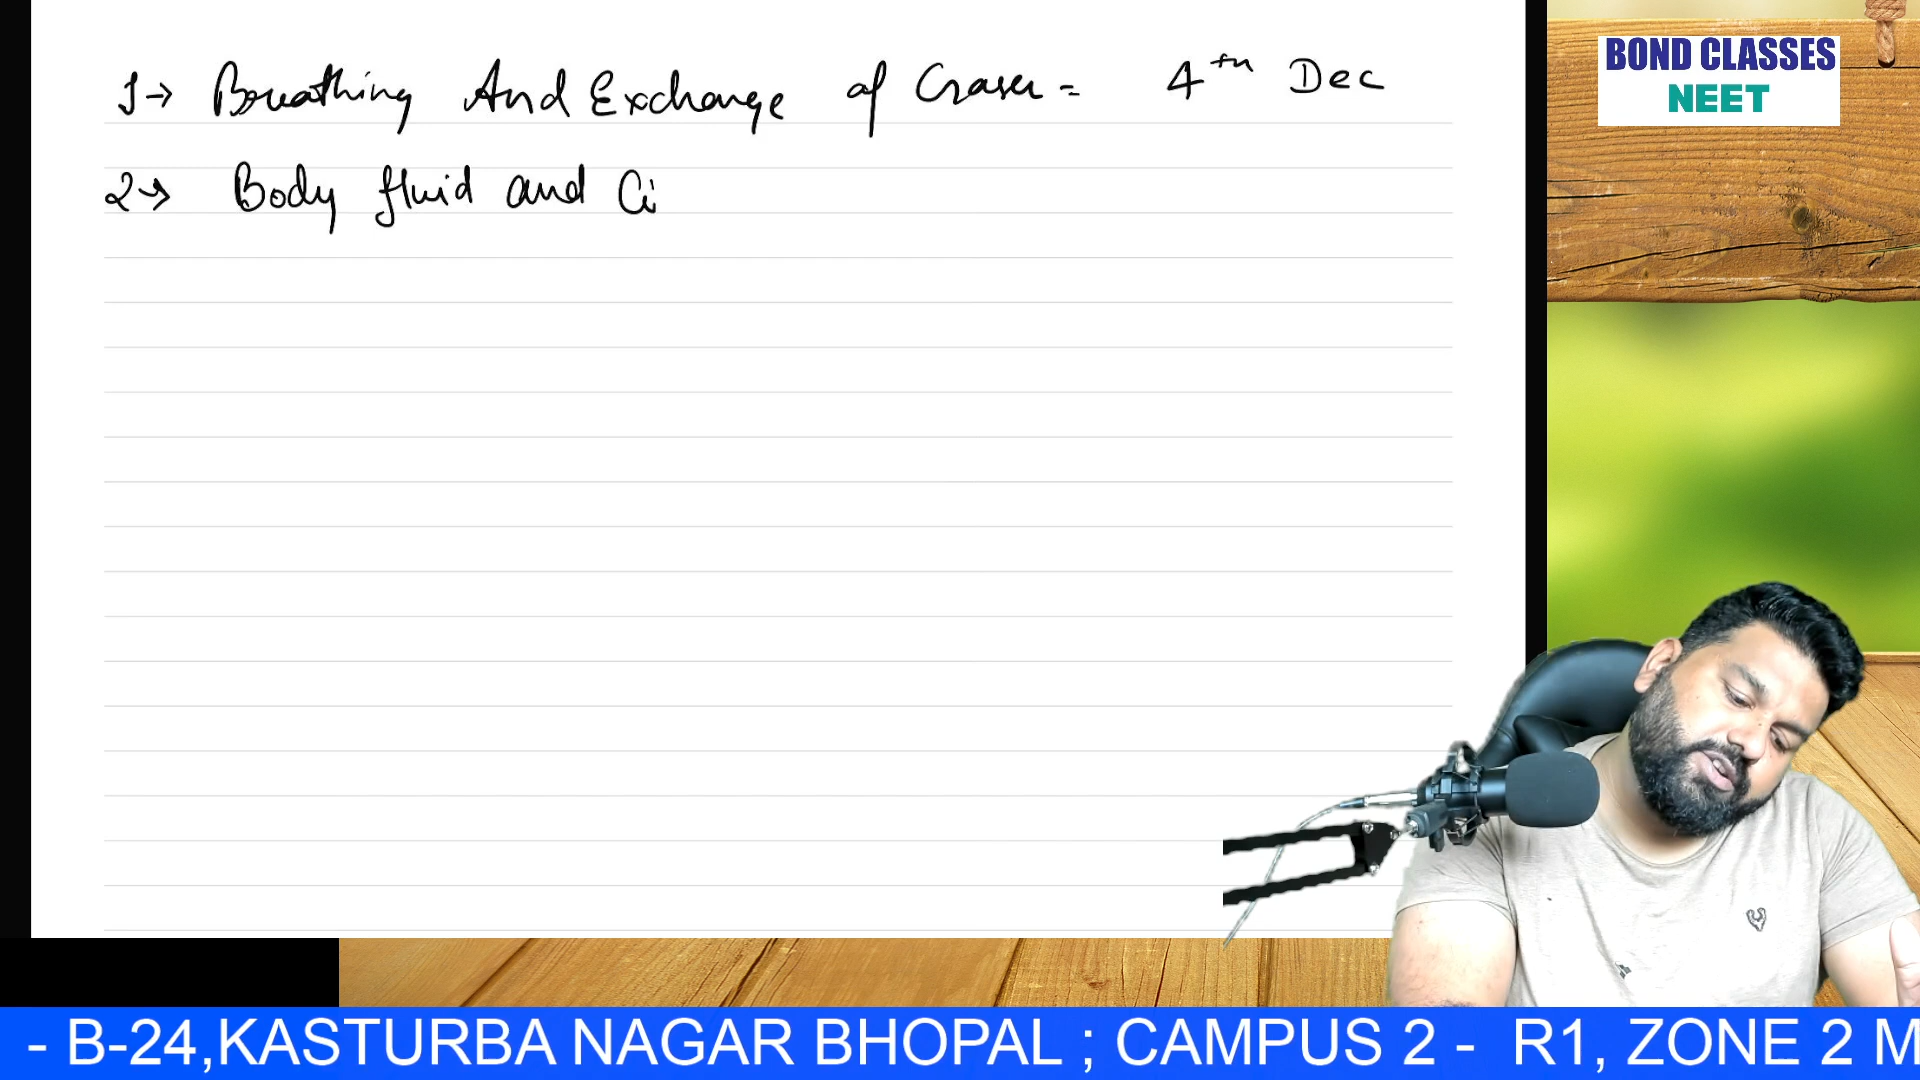 1→ Breathing And Exchange of Gases = 4th Dec
2→ Body fluid and Ci
BOND CLASSES
NEET
- B-24,KASTURBA NAGAR BHOPAL ; CAMPUS 2 - R1, ZONE 2 M